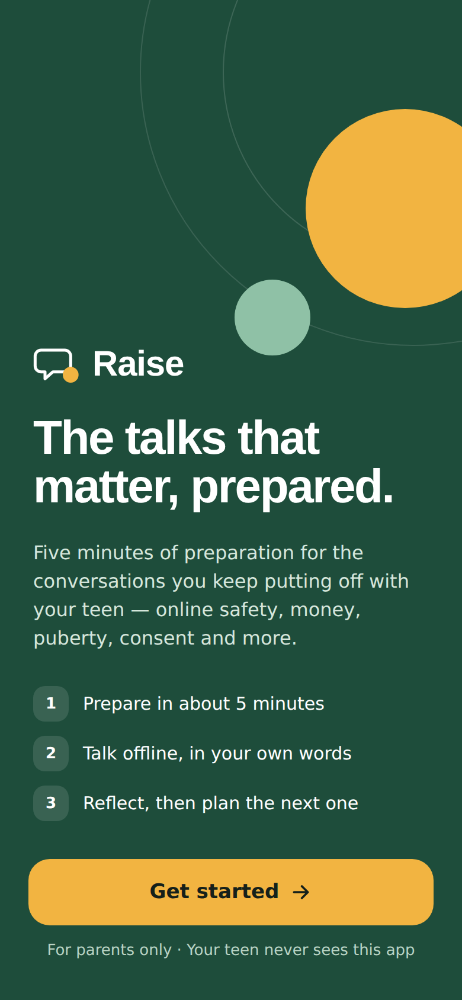 Raise
The talks that
matter, prepared.
Five minutes of preparation for the
conversations you keep putting off with
your teen — online safety, money,
puberty, consent and more.
1 Prepare in about 5 minutes
2 Talk offline, in your own words
3 Reflect, then plan the next one
Get started →
For parents only · Your teen never sees this app